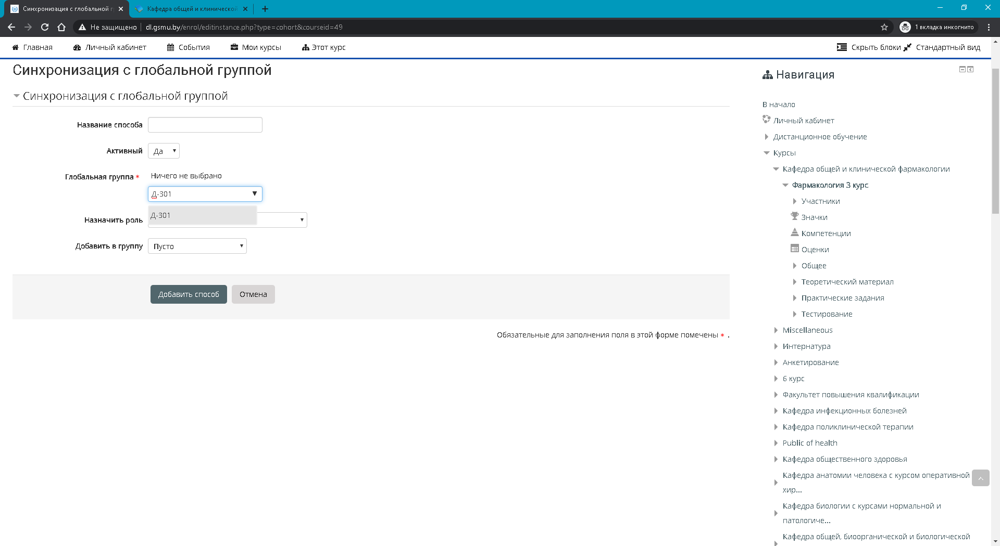 Синхронизация с глобальной г
Кафедра общей и клинической
Не защищено
dl.gsmu.by/enrol/editinstance.php?type=cohort&courseid=49
1 вкладка инкогнито
Главная
Личный кабинет
События
Мои курсы
Этот курс
Скрыть блоки
Стандартный вид
Синхронизация с глобальной группой
Синхронизация с глобальной группой
Название способа
Активный
Да
Глобальная группа *
Ничего не выбрано
Д-301
Д-301
Назначить роль
Добавить в группу
Пусто
Добавить способ
Отмена
Обязательные для заполнения поля в этой форме помечены * .
Навигация
В начало
Личный кабинет
Дистанционное обучение
Курсы
Кафедра общей и клинической фармакологии
Фармакология 3 курс
Участники
Значки
Компетенции
Оценки
Общее
Теоретический материал
Практические задания
Тестирование
Miscellaneous
Интернатура
Анкетирование
6 курс
Факультет повышения квалификации
Кафедра инфекционных болезней
Кафедра поликлинической терапии
Public of health
Кафедра общественного здоровья
Кафедра анатомии человека с курсом оперативной
хир...
Кафедра биологии с курсами нормальной и
патологиче...
Кафедра общей, биоорганической и биологической